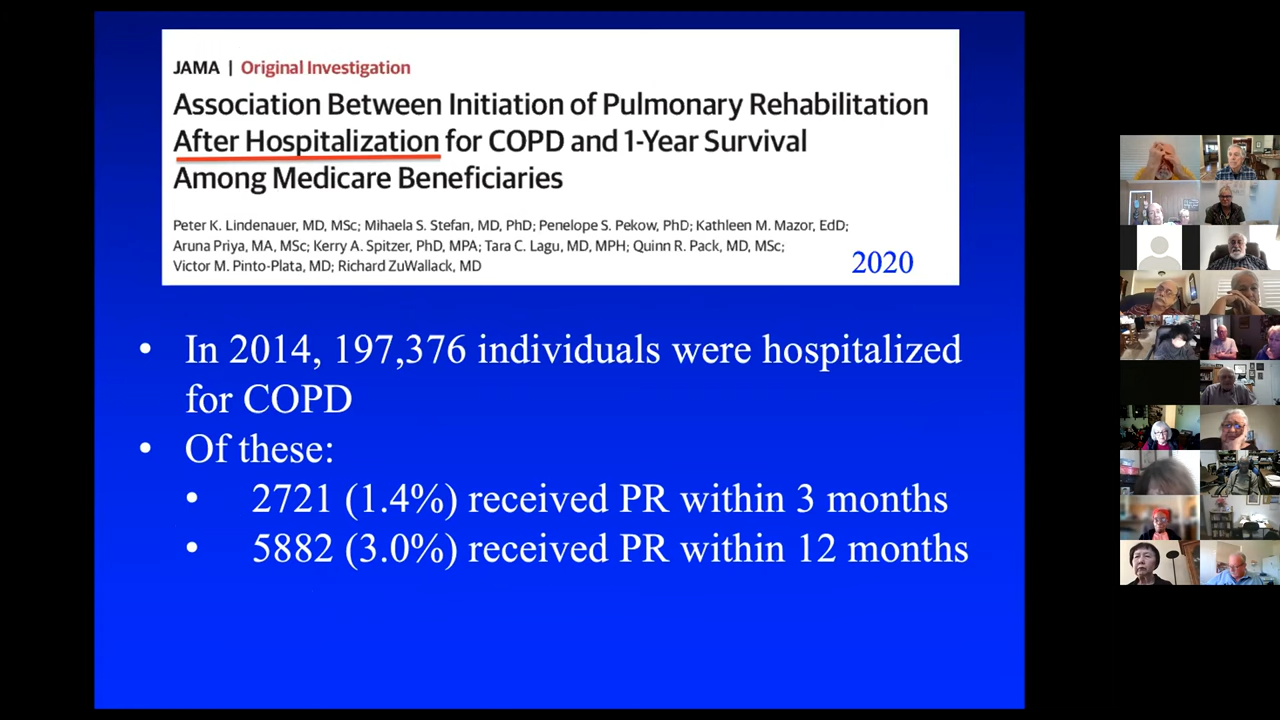 JAMA | Original Investigation
Association Between Initiation of Pulmonary Rehabilitation
After Hospitalization for COPD and 1-Year Survival
Among Medicare Beneficiaries
Peter K. Lindenauer, MD, MSc; Mihaela S. Stefan, MD, PhD; Penelope S. Pekow, PhD; Kathleen M. Mazor, EdD;
Aruna Priya, MA, MSc; Kerry A. Spitzer, PhD, MPA; Tara C. Lagu, MD, MPH; Quinn R. Pack, MD, MSc;
Victor M. Pinto-Plata, MD; Richard ZuWallack, MD
2020
• In 2014, 197,376 individuals were hospitalized
for COPD
• Of these:
• 2721 (1.4%) received PR within 3 months
• 5882 (3.0%) received PR within 12 months